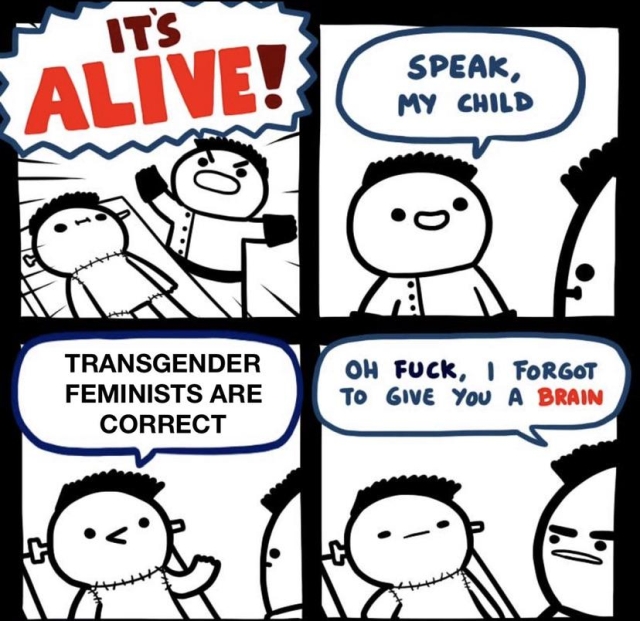 IT'S
ALIVE!
SPEAK,
MY CHILD
TRANSGENDER
FEMINISTS ARE
CORRECT
OH FUCK, I FORGOT
TO GIVE YOU A BRAIN